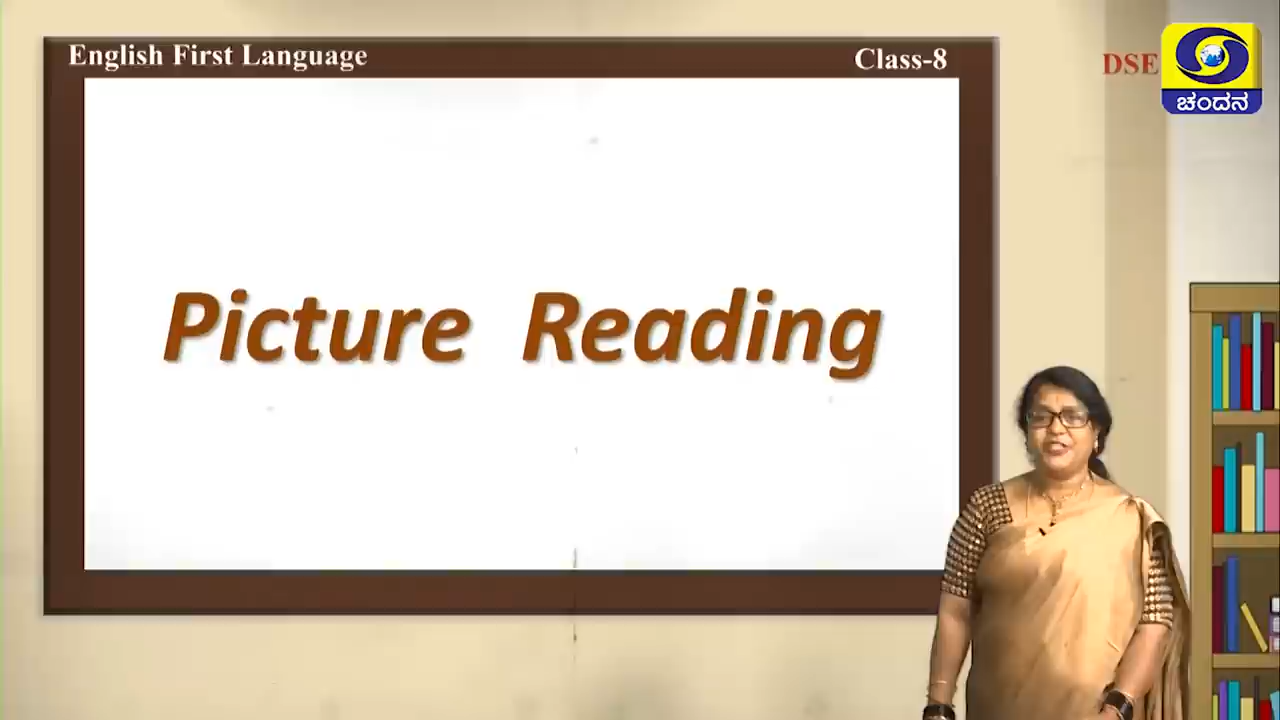 English First Language
Class-8
DSE
ಚಂದನ
Picture Reading